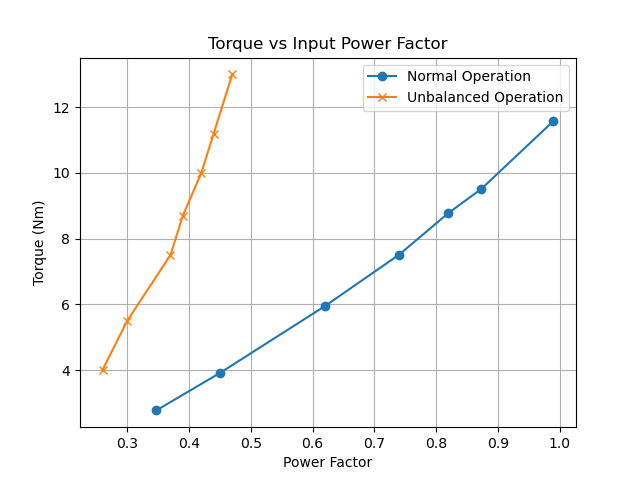 Torque vs Input Power Factor
Normal Operation
Unbalanced Operation
Torque (Nm)
12
10
8
6
4
0.3 0.4 0.5 0.6 0.7 0.8 0.9 1.0
Power Factor